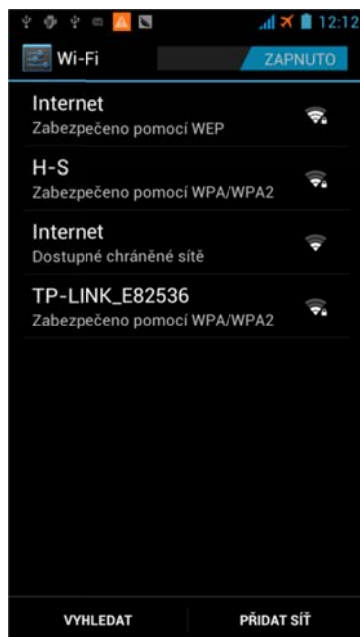 12:12
Wi-Fi ZAPNUTO
Internet
Zabezpečeno pomocí WEP
H-S
Zabezpečeno pomocí WPA/WPA2
Internet
Dostupné chráněné sítě
TP-LINK_E82536
Zabezpečeno pomocí WPA/WPA2
VYHLEDAT PŘIDAT SÍŤ